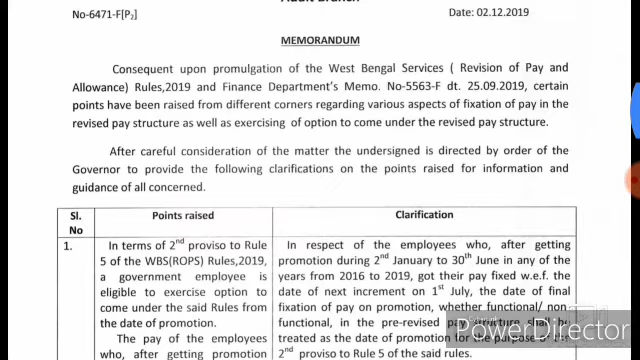 Audit Branch
No-6471-F[P2]
Date: 02.12.2019
MEMORANDUM
Consequent upon promulgation of the West Bengal Services ( Revision of Pay and
Allowance) Rules,2019 and Finance Department's Memo. No-5563-F dt. 25.09.2019, certain
points have been raised from different corners regarding various aspects of fixation of pay in the
revised pay structure as well as exercising of option to come under the revised pay structure.
After careful consideration of the matter the undersigned is directed by order of the
Governor to provide the following clarifications on the points raised for information and
guidance of all concerned.
Sl.
No
Points raised
Clarification
1.
In terms of 2nd proviso to Rule
5 of the WBS(ROPS) Rules,2019,
a government employee is
eligible to exercise option to
come under the said Rules from
the date of promotion.
The pay of the employees
who, after getting promotion
In respect of the employees who, after getting
promotion during 2nd January to 30th June in any of the
years from 2016 to 2019, got their pay fixed w.e.f. the
date of next increment on 1st July, the date of final
fixation of pay on promotion, whether functional/ non
functional, in the pre-revised pay structure shall be
treated as the date of promotion for the purpose of the
2nd proviso to Rule 5 of the said rules.
PowerDirector